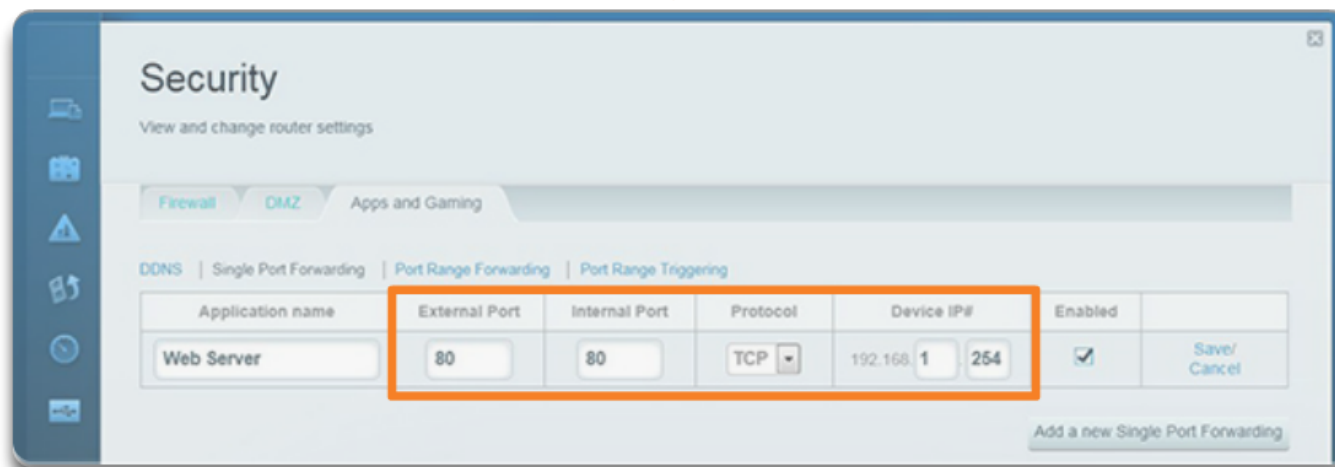 Security
View and change router settings
Firewall DMZ Apps and Gaming
DDNS | Single Port Forwarding | Port Range Forwarding | Port Range Triggering
Application name External Port Internal Port Protocol Device IP# Enabled
Web Server 80 80 TCP 192.168. 1 . 254 Save/
Cancel
Add a new Single Port Forwarding